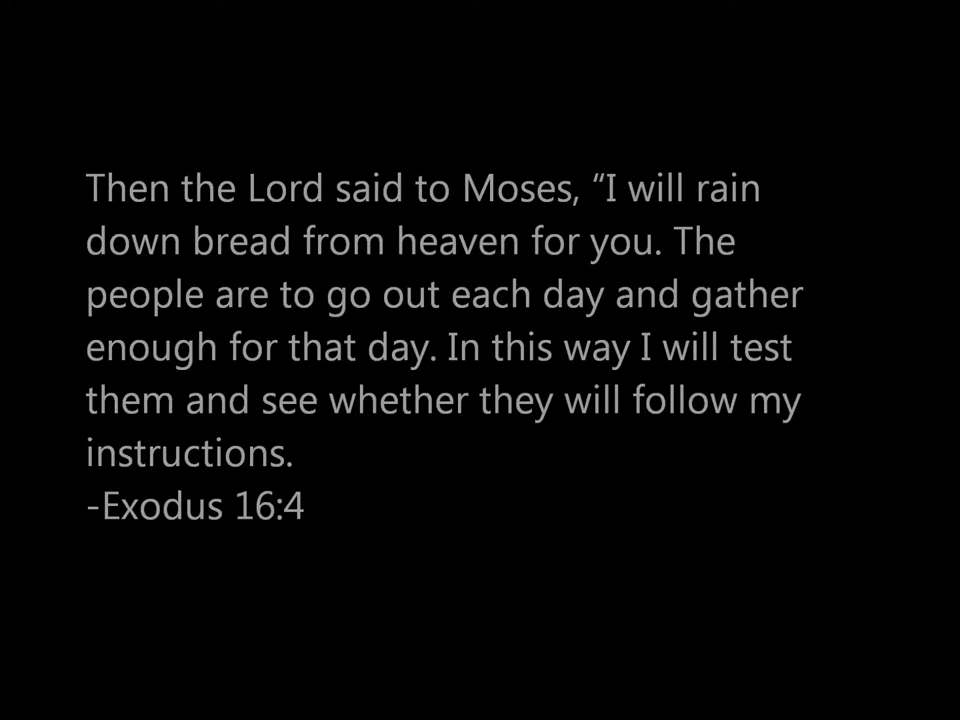 Then the Lord said to Moses, “I will rain
down bread from heaven for you. The
people are to go out each day and gather
enough for that day. In this way I will test
them and see whether they will follow my
instructions.
-Exodus 16:4